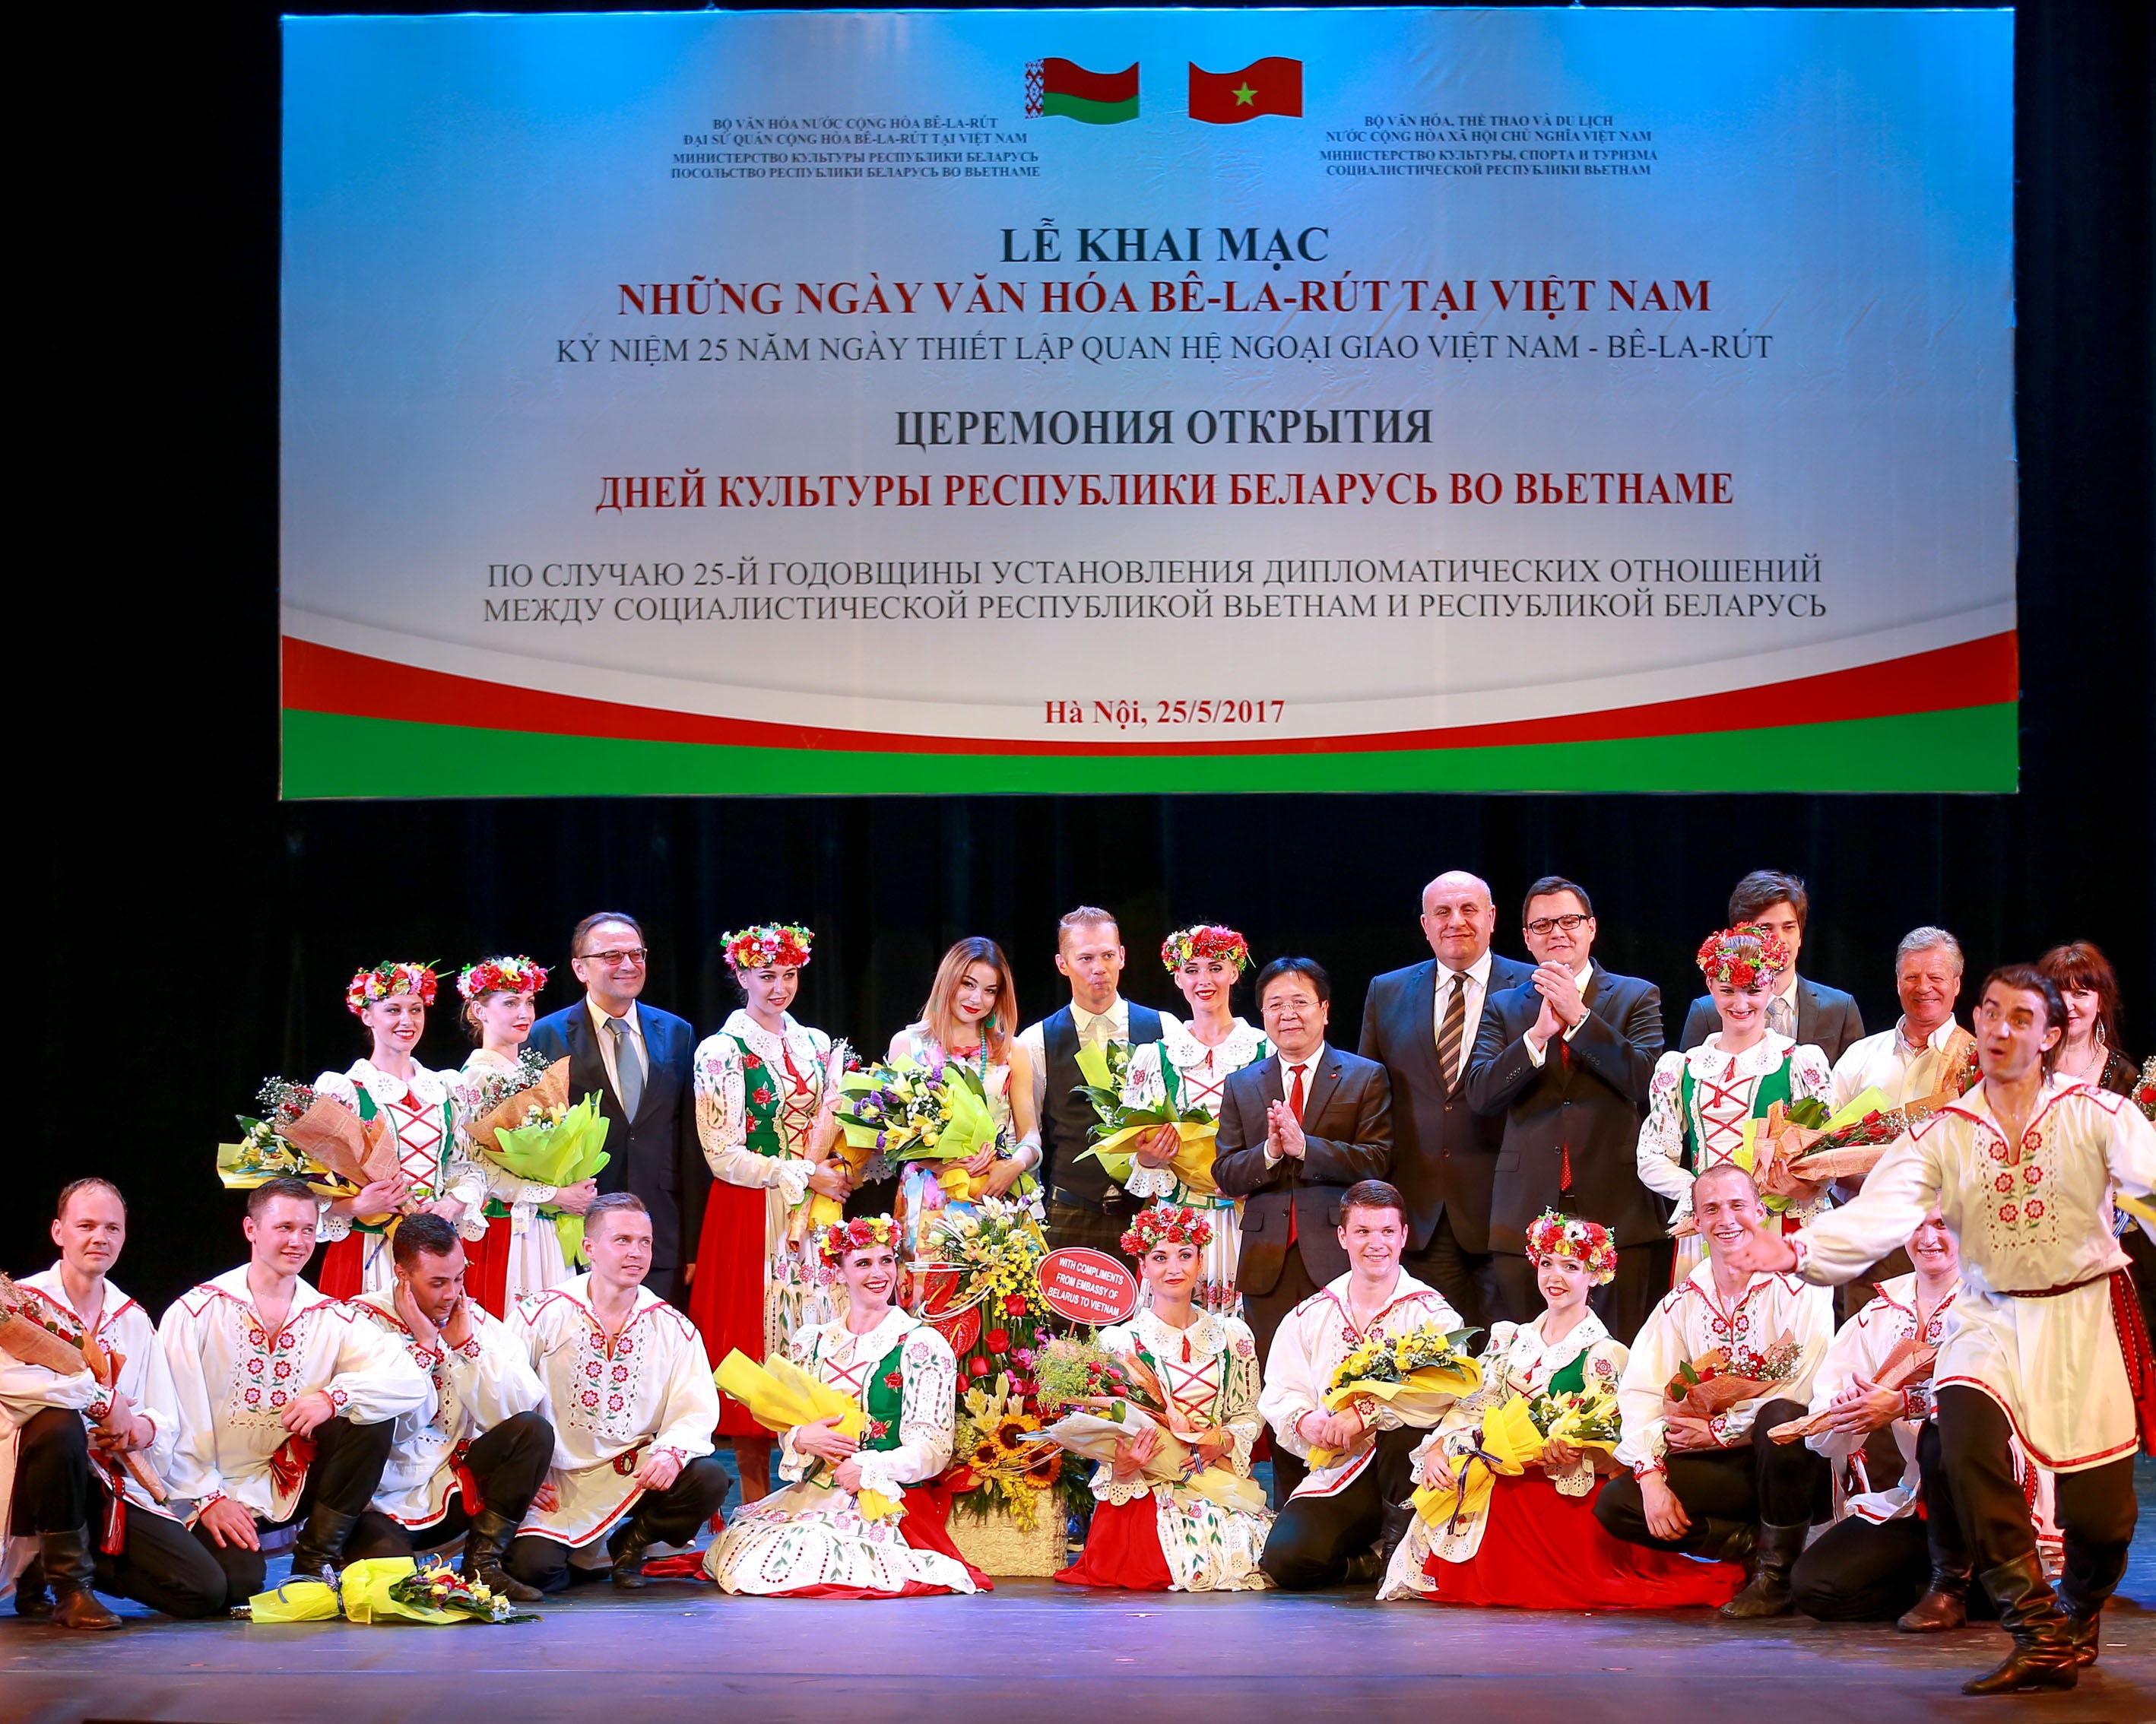 BỘ VĂN HÓA NƯỚC CỘNG HÒA BÊ-LA-RÚT
ĐẠI SỨ QUÁN CỘNG HÒA BÊ-LA-RÚT TẠI VIỆT NAM
МИНИСТЕРСТВО КУЛЬТУРЫ РЕСПУБЛИКИ БЕЛАРУСЬ
ПОСОЛЬСТВО РЕСПУБЛИКИ БЕЛАРУСЬ ВО ВЬЕТНАМЕ
BỘ VĂN HÓA, THỂ THAO VÀ DU LỊCH
NƯỚC CỘNG HÒA XÃ HỘI CHỦ NGHĨA VIỆT NAM
МИНИСТЕРСТВО КУЛЬТУРЫ, СПОРТА И ТУРИЗМА
СОЦИАЛИСТИЧЕСКОЙ РЕСПУБЛИКИ ВЬЕТНАМ
LỄ KHAI MẠC
NHỮNG NGÀY VĂN HÓA BÊ-LA-RÚT TẠI VIỆT NAM
KỶ NIỆM 25 NĂM NGÀY THIẾT LẬP QUAN HỆ NGOẠI GIAO VIỆT NAM - BÊ-LA-RÚT
ЦЕРЕМОНИЯ ОТКРЫТИЯ
ДНЕЙ КУЛЬТУРЫ РЕСПУБЛИКИ БЕЛАРУСЬ ВО ВЬЕТНАМЕ
ПО СЛУЧАЮ 25-Й ГОДОВЩИНЫ УСТАНОВЛЕНИЯ ДИПЛОМАТИЧЕСКИХ ОТНОШЕНИЙ
МЕЖДУ СОЦИАЛИСТИЧЕСКОЙ РЕСПУБЛИКОЙ ВЬЕТНАМ И РЕСПУБЛИКОЙ БЕЛАРУСЬ
Hà Nội, 25/5/2017
WITH COMPLIMENTS
FROM EMBASSY OF
BELARUS TO VIETNAM